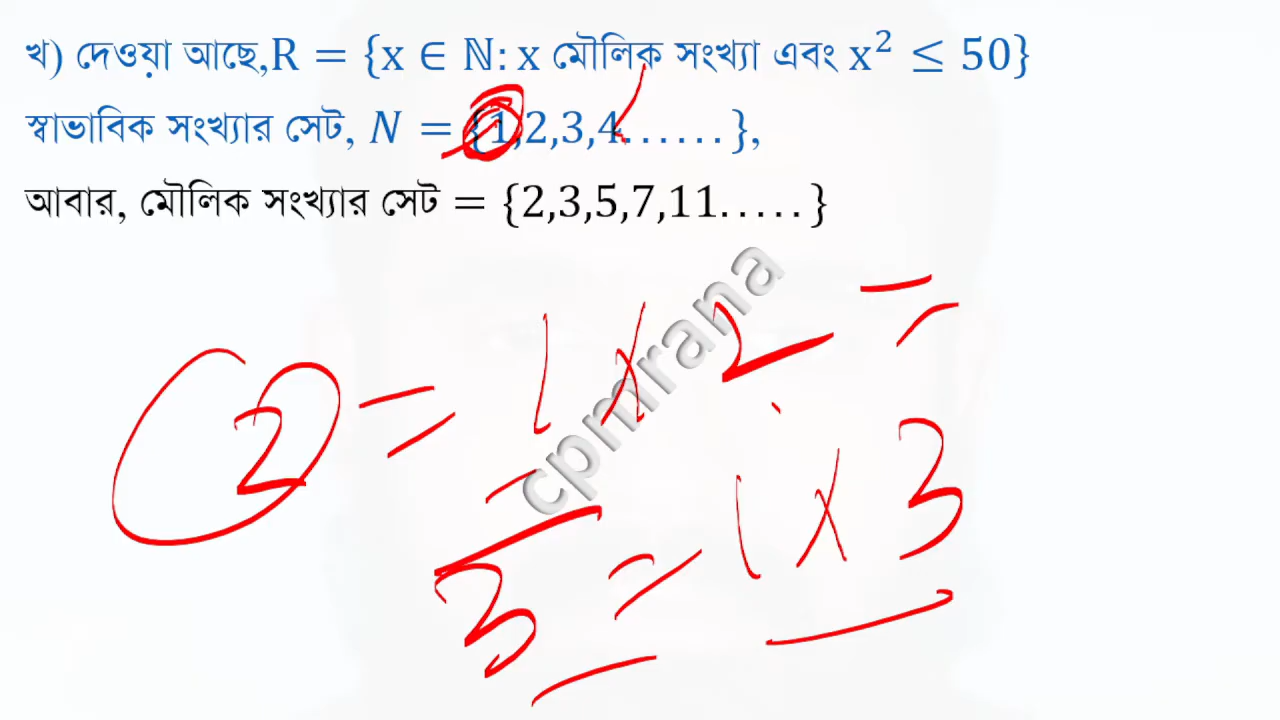 খ) দেওয়া আছে,R = {x ∈ ℕ: x মৌলিক সংখ্যা এবং x² ≤ 50}
স্বাভাবিক সংখ্যার সেট, N = {1,2,3,4......},
আবার, মৌলিক সংখ্যার সেট = {2,3,5,7,11.....}
cpmrana
2 = 1 x 2 =
3 = 1 x 3